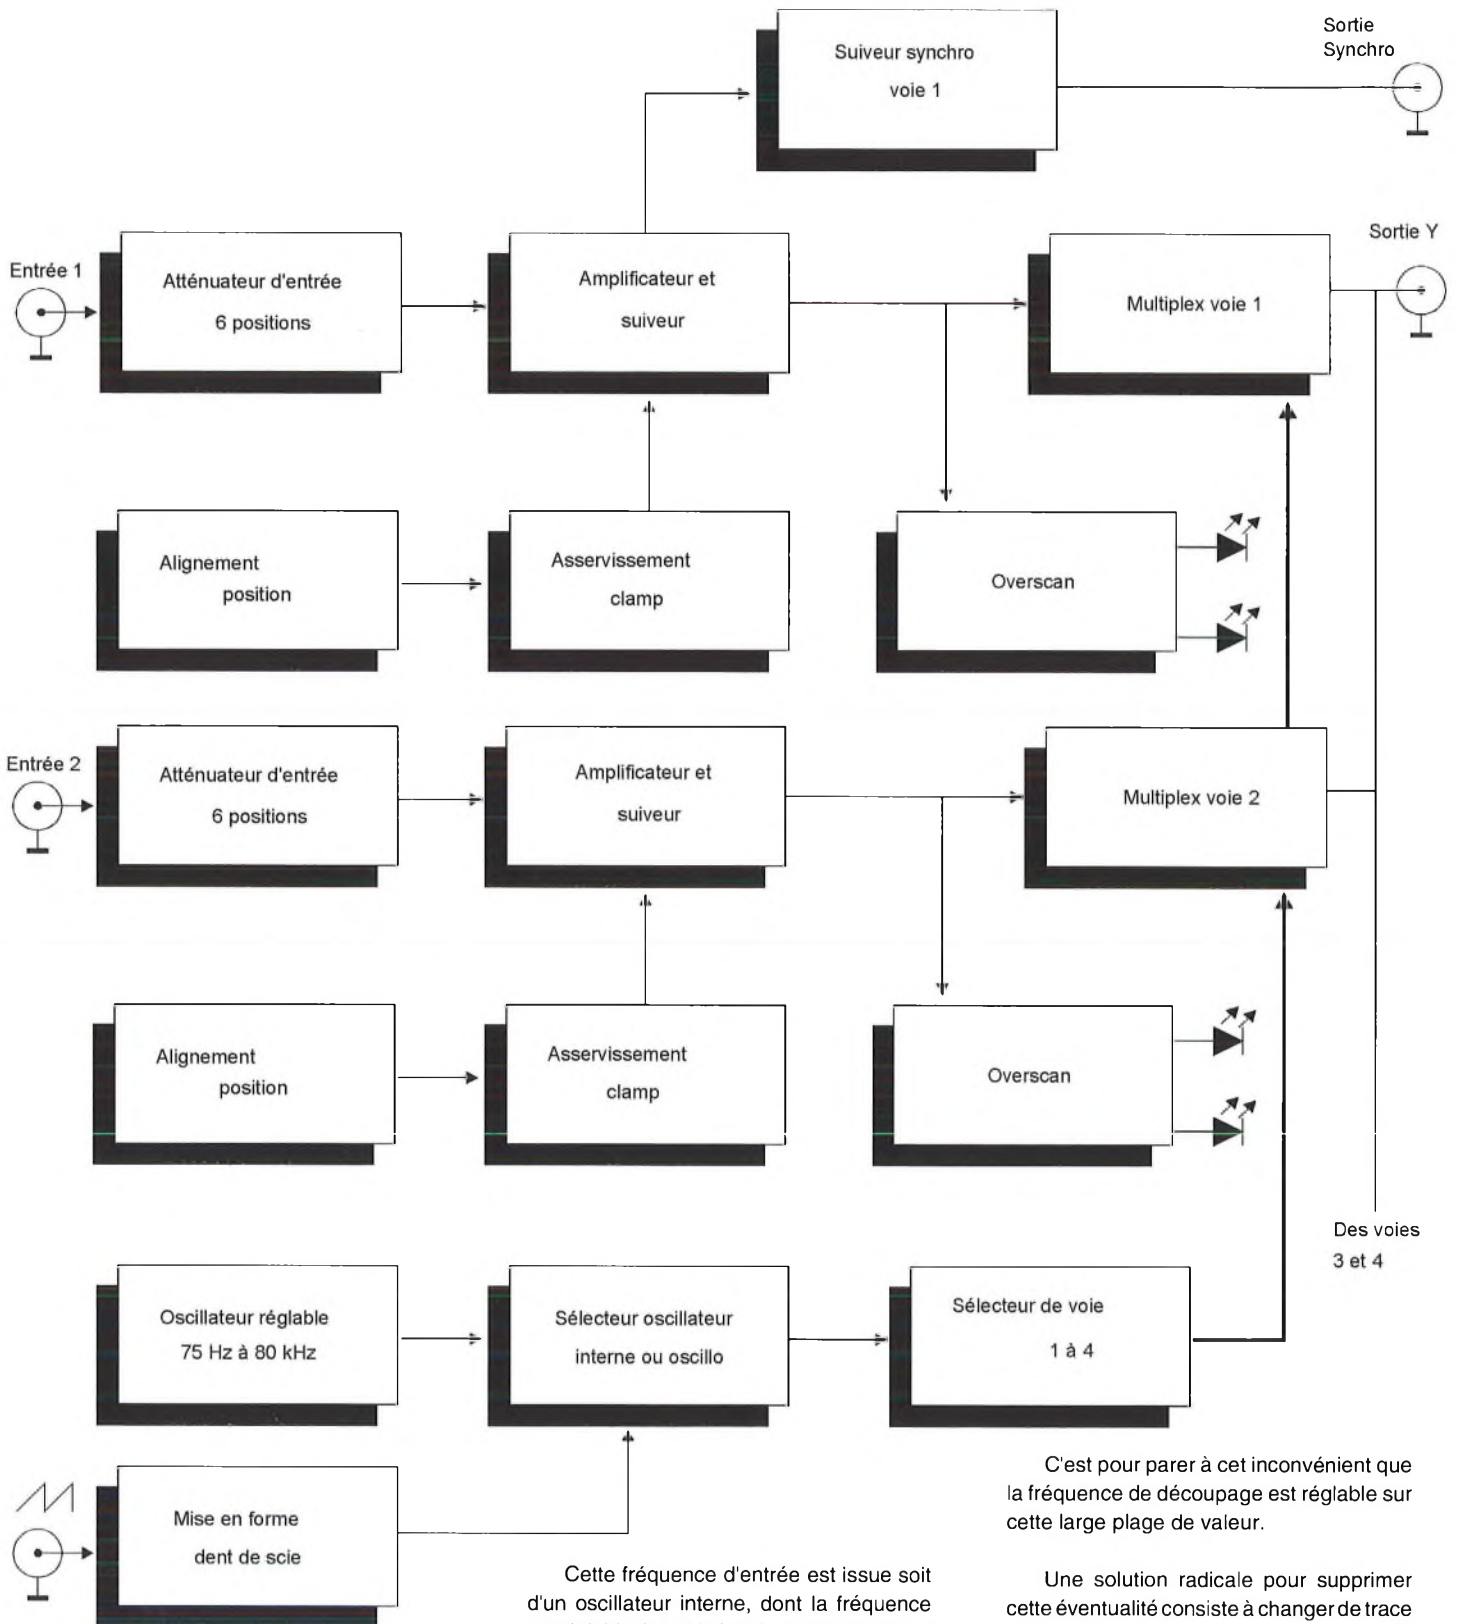 Sortie
Synchro
Suiveur synchro
voie 1
Sortie Y
Entrée 1
Atténuateur d'entrée
6 positions
Amplificateur et
suiveur
Multiplex voie 1
Alignement
position
Asservissement
clamp
Overscan
Entrée 2
Atténuateur d'entrée
6 positions
Amplificateur et
suiveur
Multiplex voie 2
Alignement
position
Asservissement
clamp
Overscan
Des voies
3 et 4
Oscillateur réglable
75 Hz à 80 kHz
Sélecteur oscillateur
interne ou oscillo
Sélecteur de voie
1 à 4
Mise en forme
dent de scie
Cette fréquence d'entrée est issue soit
d'un oscillateur interne, dont la fréquence
C'est pour parer à cet inconvénient que
la fréquence de découpage est réglable sur
cette large plage de valeur.
Une solution radicale pour supprimer
cette éventualité consiste à changer de trace